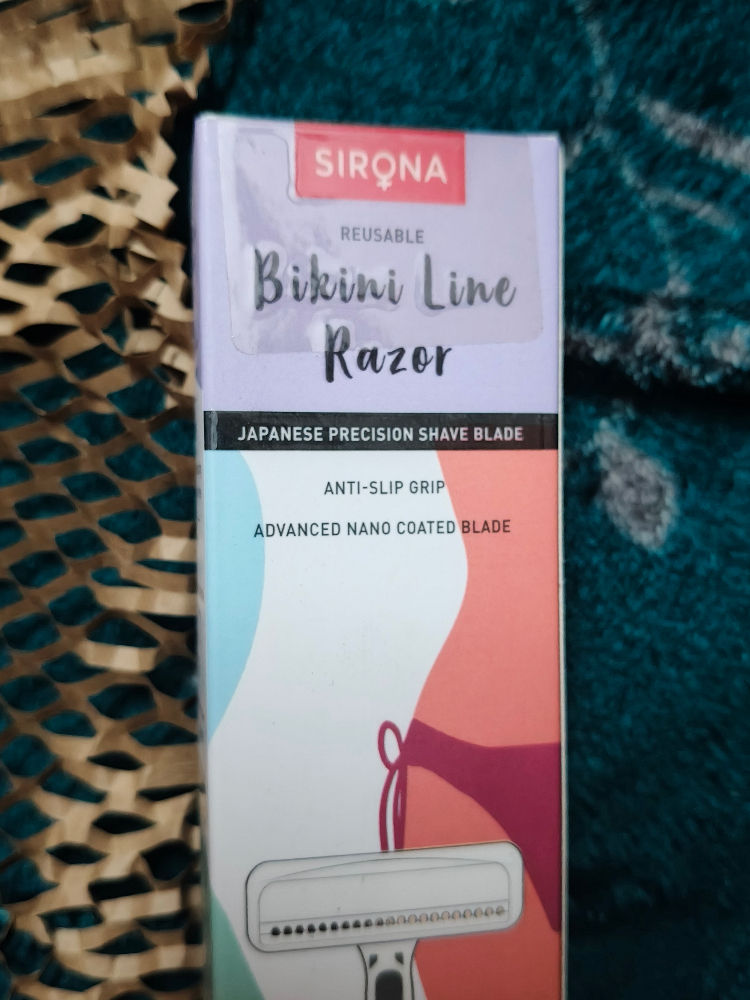 SIRONA
REUSABLE
Bikini Line
Razor
JAPANESE PRECISION SHAVE BLADE
ANTI-SLIP GRIP
ADVANCED NANO COATED BLADE